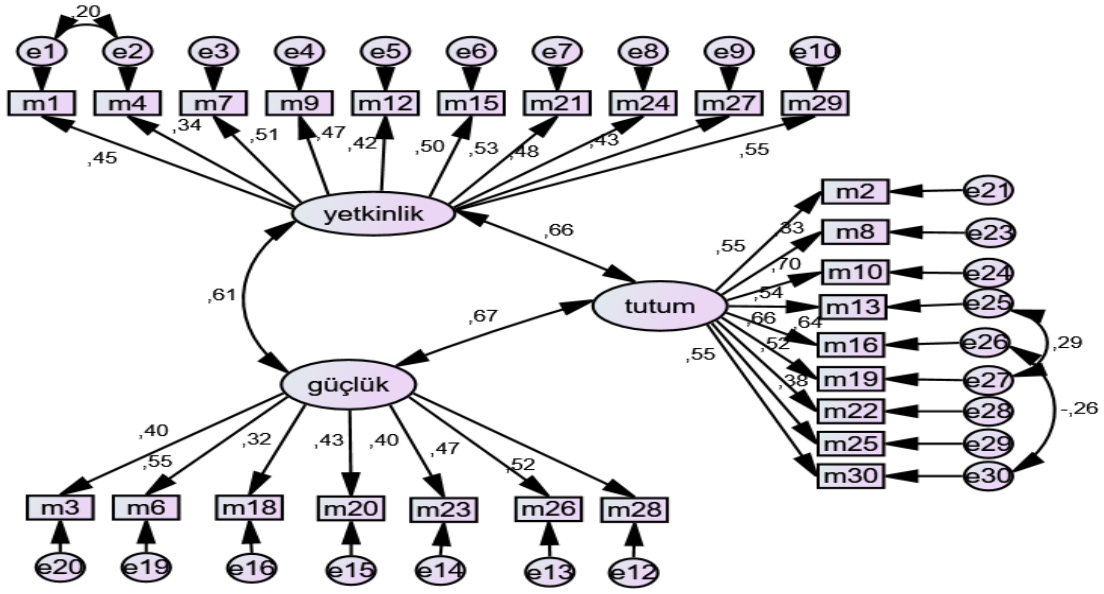 ,20
e1 e2 e3 e4 e5 e6 e7 e8 e9 e10
m1 m4 m7 m9 m12 m15 m21 m24 m27 m29
,45 ,34 ,51 ,47 ,42 ,50 ,53 ,48 ,43 ,55
yetkinlik
,66
,61
,67
tutum
,55 ,33 ,70 ,54 ,66 ,64 ,52 ,38 ,55
m2 e21
m8 e23
m10 e24
m13 e25
m16 e26
m19 e27
m22 e28
m25 e29
m30 e30
,29
-,26
güçlük
,40 ,55 ,32 ,43 ,40 ,47 ,52
m3 m6 m18 m20 m23 m26 m28
e20 e19 e16 e15 e14 e13 e12